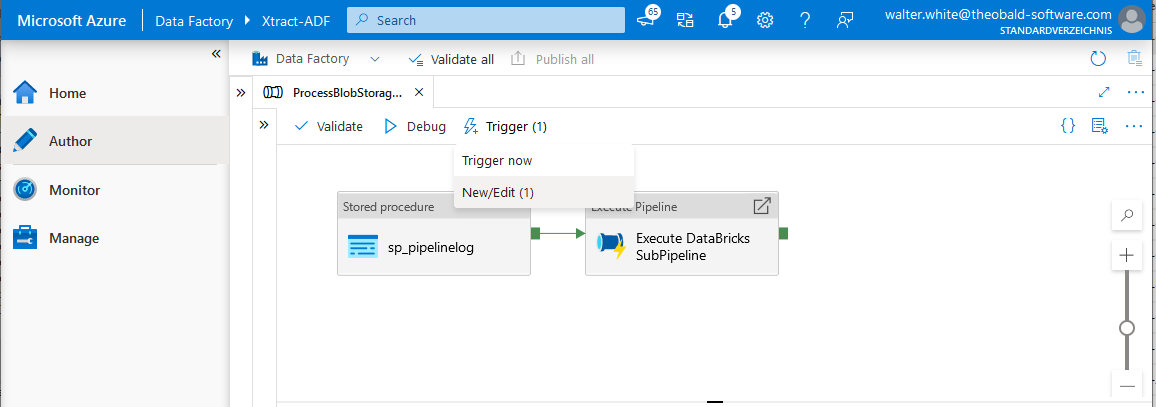 Microsoft Azure
Data Factory
Xtract-ADF
Search
65
5
walter.white@theobald-software.com
STANDARDVERZEICHNIS
Home
Author
Monitor
Manage
Data Factory
Validate all
Publish all
ProcessBlobStorag...
Validate
Debug
Trigger (1)
Trigger now
New/Edit (1)
Stored procedure
sp_pipelinelog
Execute Pipeline
Execute DataBricks
SubPipeline